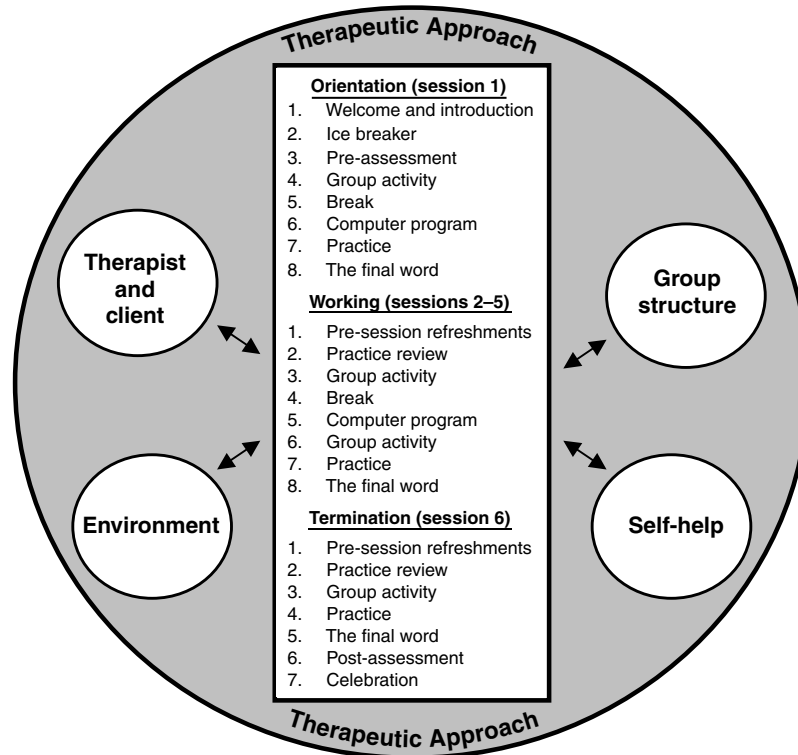 Therapeutic Approach
Orientation (session 1)
1. Welcome and introduction
2. Ice breaker
3. Pre-assessment
4. Group activity
5. Break
6. Computer program
7. Practice
8. The final word
Working (sessions 2–5)
1. Pre-session refreshments
2. Practice review
3. Group activity
4. Break
5. Computer program
6. Group activity
7. Practice
8. The final word
Termination (session 6)
1. Pre-session refreshments
2. Practice review
3. Group activity
4. Practice
5. The final word
6. Post-assessment
7. Celebration
Therapist
and
client
Group
structure
Environment
Self-help
Therapeutic Approach